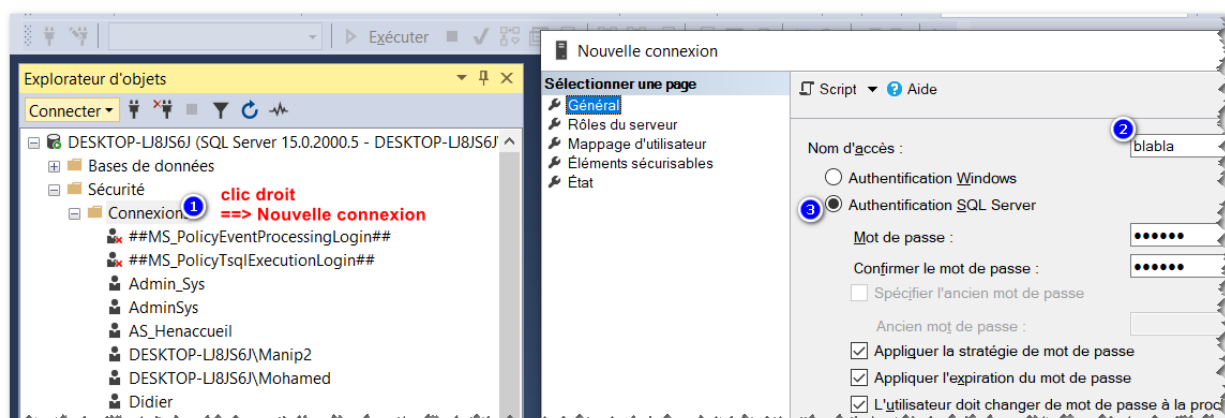 Exécuter
Explorateur d'objets
Connecter
DESKTOP-LJ8JS6J (SQL Server 15.0.2000.5 - DESKTOP-LJ8JS6J
Bases de données
Sécurité
Connexions
1
clic droit
==> Nouvelle connexion
##MS_PolicyEventProcessingLogin##
##MS_PolicyTsqlExecutionLogin##
Admin_Sys
AdminSys
AS_Henaccueil
DESKTOP-LJ8JS6J\Manip2
DESKTOP-LJ8JS6J\Mohamed
Didier
Nouvelle connexion
Sélectionner une page
Général
Rôles du serveur
Mappage d'utilisateur
Éléments sécurisables
État
Script
Aide
2
Nom d'accès :
blabla
Authentification Windows
3
Authentification SQL Server
Mot de passe :
Confirmer le mot de passe :
Spécifier l'ancien mot de passe
Ancien mot de passe :
Appliquer la stratégie de mot de passe
Appliquer l'expiration du mot de passe
L'utilisateur doit changer de mot de passe à la proc